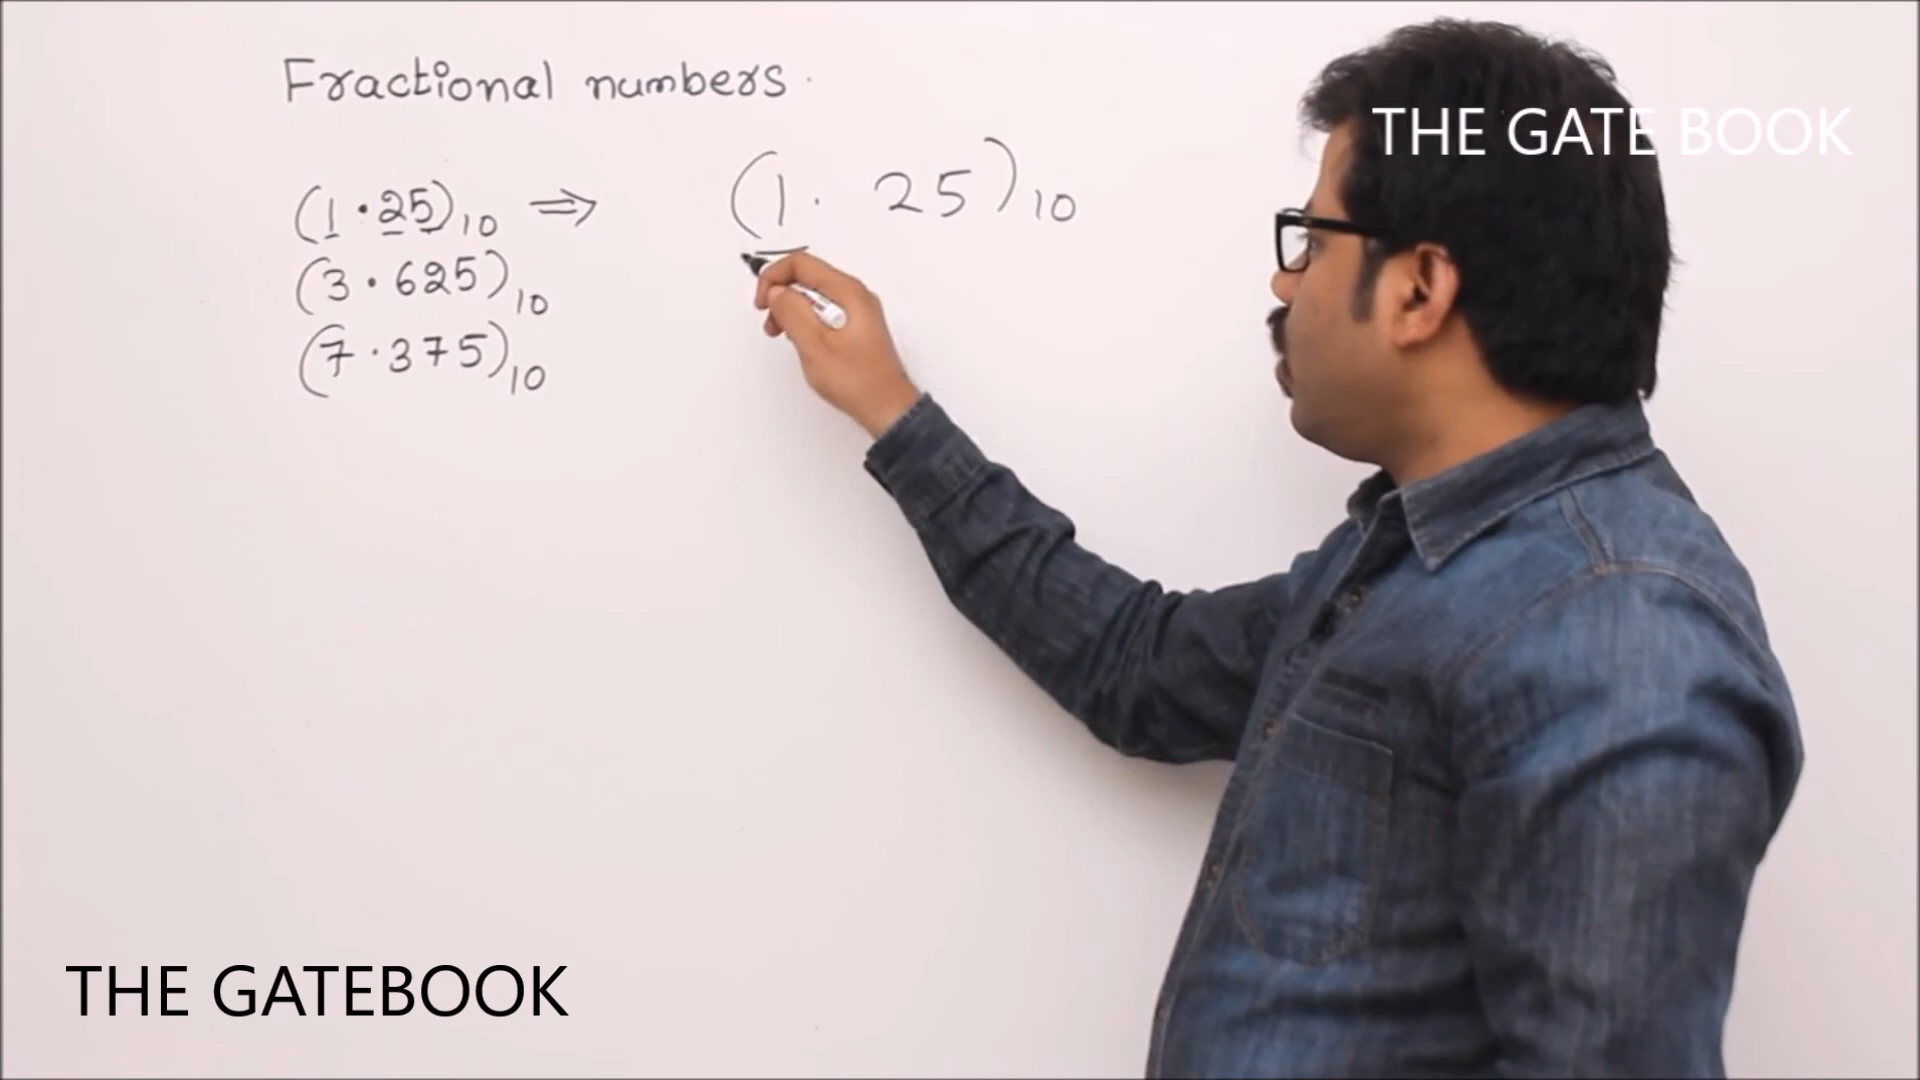 Fractional numbers.
THE GATE BOOK
(1.25)10 ⇒ (1. 25)10
(3.625)10
(7.375)10
THE GATEBOOK